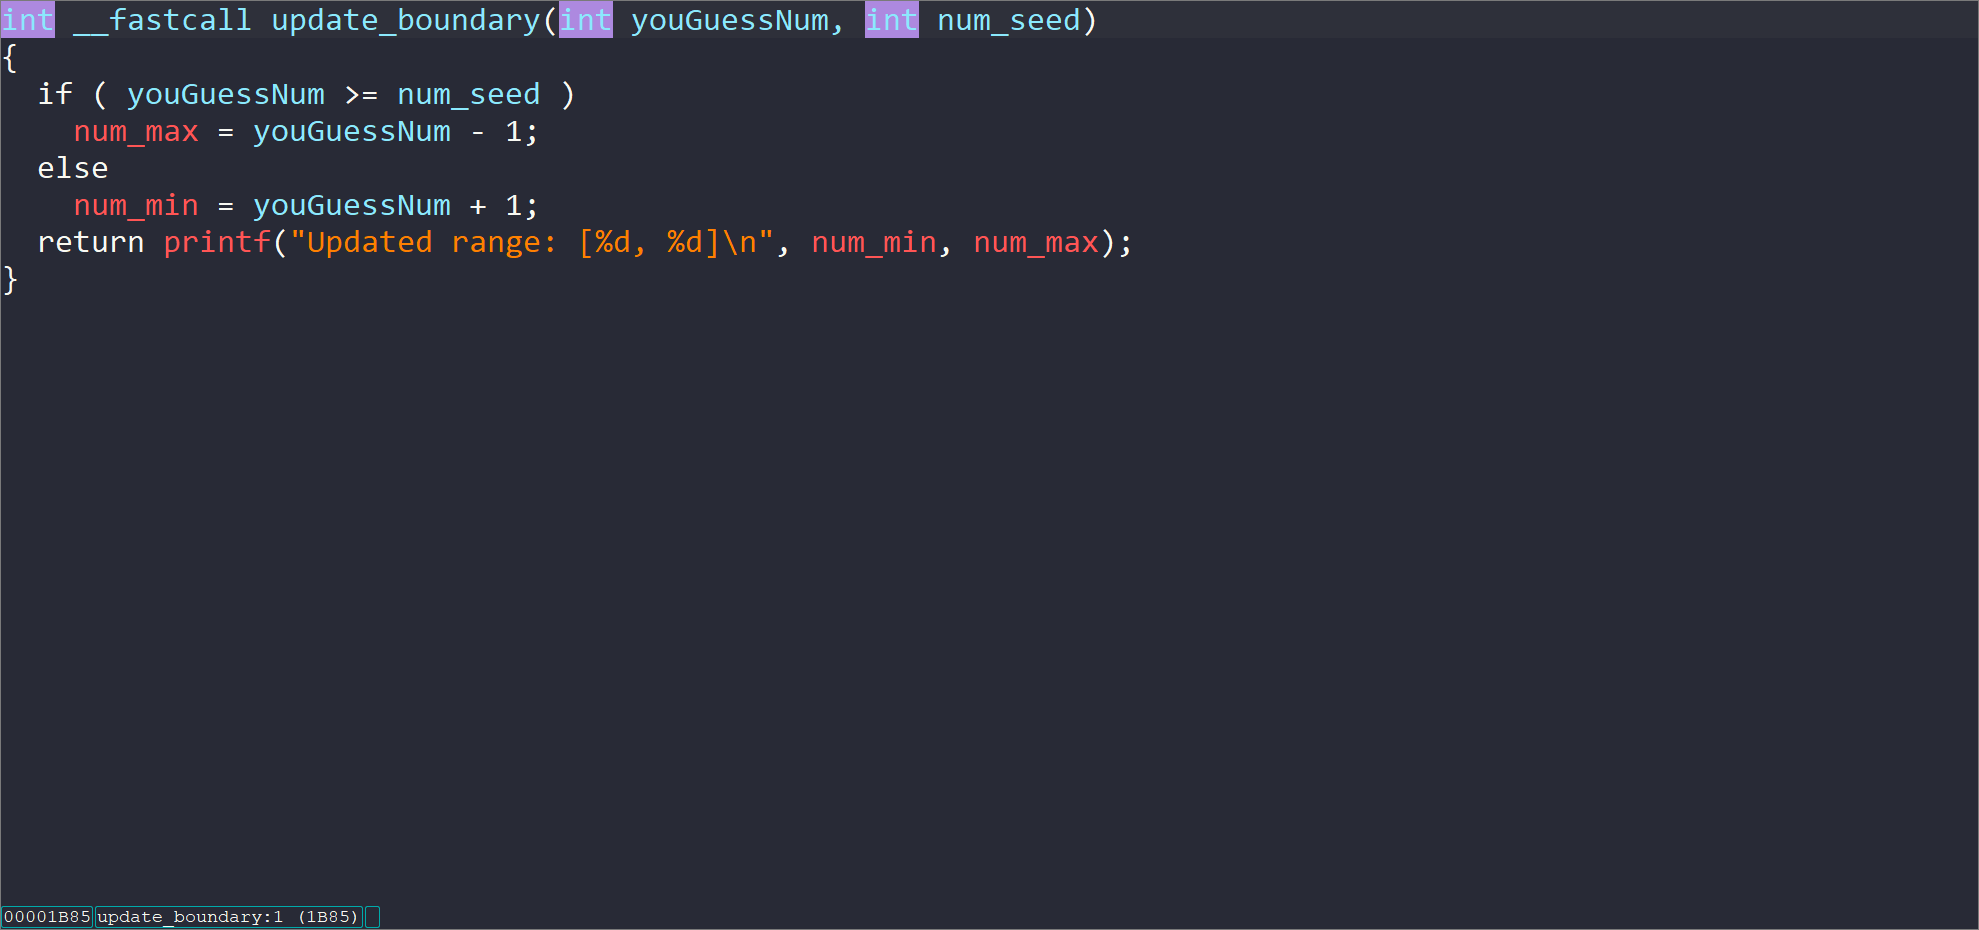 int __fastcall update_boundary(int youGuessNum, int num_seed)
{
  if ( youGuessNum >= num_seed )
    num_max = youGuessNum - 1;
  else
    num_min = youGuessNum + 1;
  return printf("Updated range: [%d, %d]\n", num_min, num_max);
}
00001B85 update_boundary:1 (1B85)